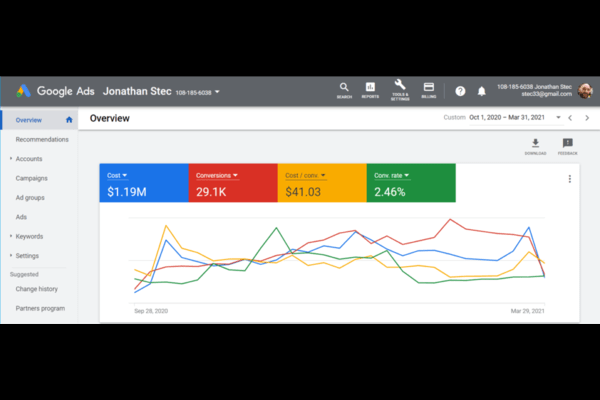 Google Ads Jonathan Stec 108-185-6038
SEARCH
REPORTS
TOOLS &
SETTINGS
BILLING
108-185-6038 Jonathan Stec
stec33@gmail.com
Overview
Recommendations
Accounts
Campaigns
Ad groups
Ads
Keywords
Settings
Suggested
Change history
Partners program
Overview
Custom Oct 1, 2020 – Mar 31, 2021
DOWNLOAD
FEEDBACK
Cost
$1.19M
Conversions
29.1K
Cost / conv.
$41.03
Conv. rate
2.46%
Sep 28, 2020
Mar 29, 2021